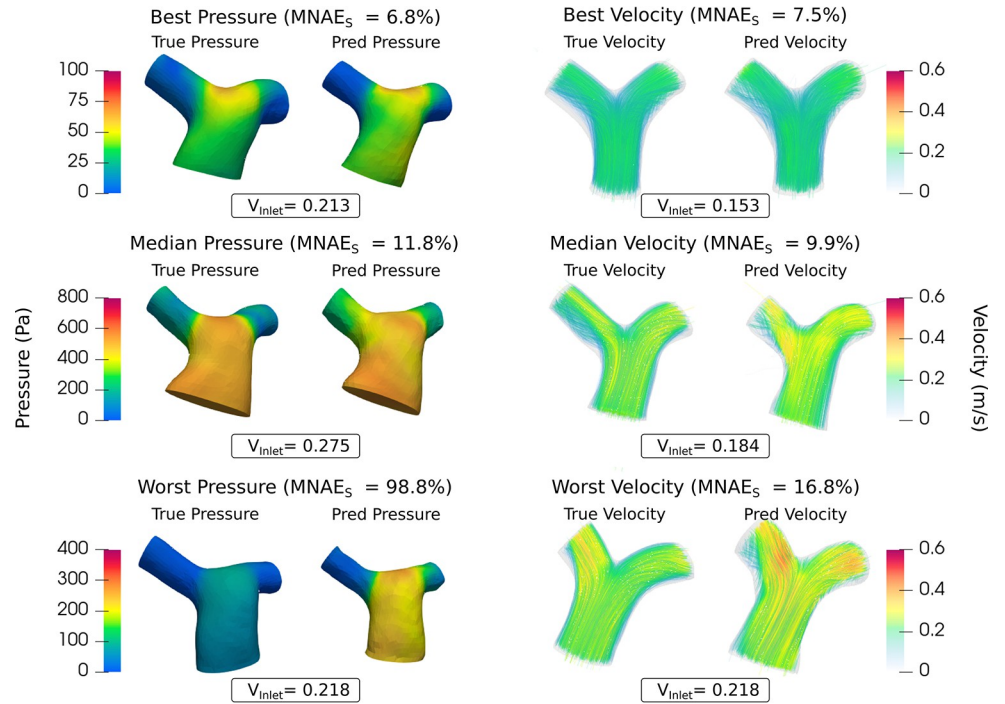 Best Pressure (MNAE_S = 6.8%)
True Pressure
Pred Pressure
100
75
50
25
0
V_Inlet= 0.213
Best Velocity (MNAE_S = 7.5%)
True Velocity
Pred Velocity
0.6
0.4
0.2
0
V_Inlet= 0.153
Median Pressure (MNAE_S = 11.8%)
True Pressure
Pred Pressure
800
600
400
200
0
V_Inlet= 0.275
Median Velocity (MNAE_S = 9.9%)
True Velocity
Pred Velocity
0.6
0.4
0.2
0
V_Inlet= 0.184
Pressure (Pa)
Velocity (m/s)
Worst Pressure (MNAE_S = 98.8%)
True Pressure
Pred Pressure
400
300
200
100
0
V_Inlet= 0.218
Worst Velocity (MNAE_S = 16.8%)
True Velocity
Pred Velocity
0.6
0.4
0.2
0
V_Inlet= 0.218